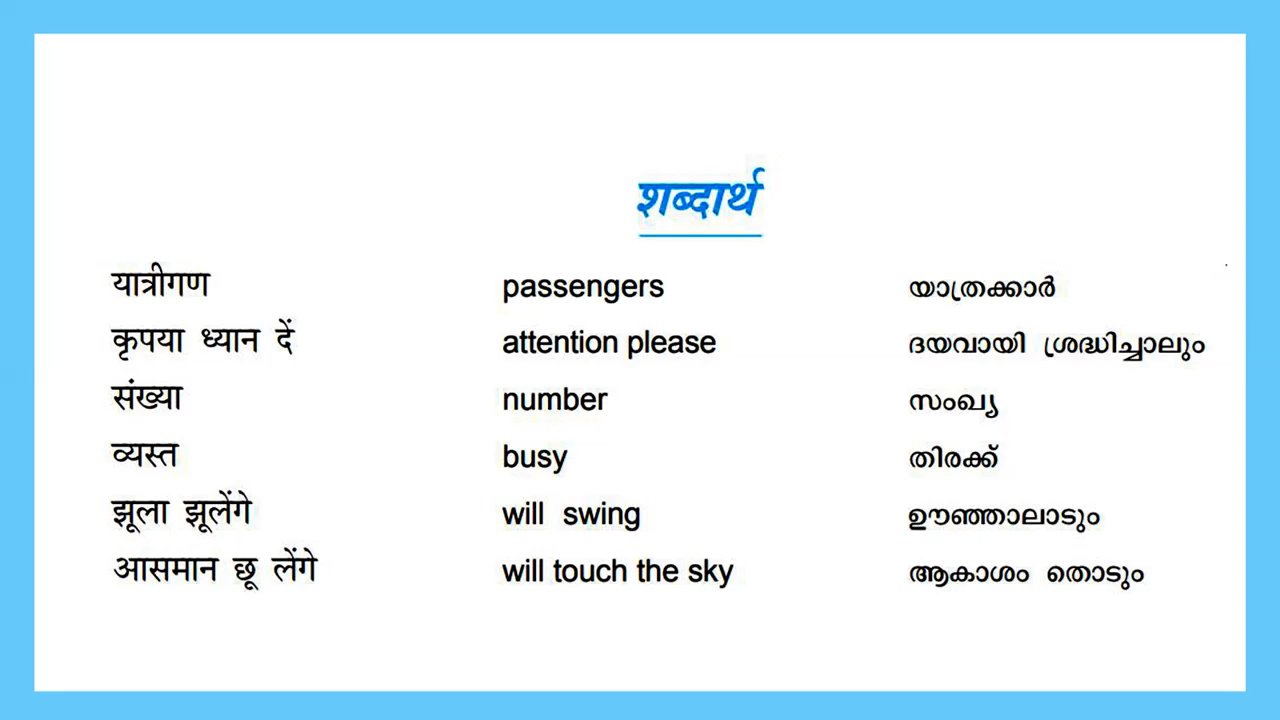 शब्दार्थ
यात्रीगण passengers യാത്രക്കാർ
कृपया ध्यान दें attention please ദയവായി ശ്രദ്ധിച്ചാലും
संख्या number സംഖ്യ
व्यस्त busy തിരക്ക്
झूला झूलेंगे will swing ഊഞ്ഞാലാടും
आसमान छू लेंगे will touch the sky ആകാശം തൊടും